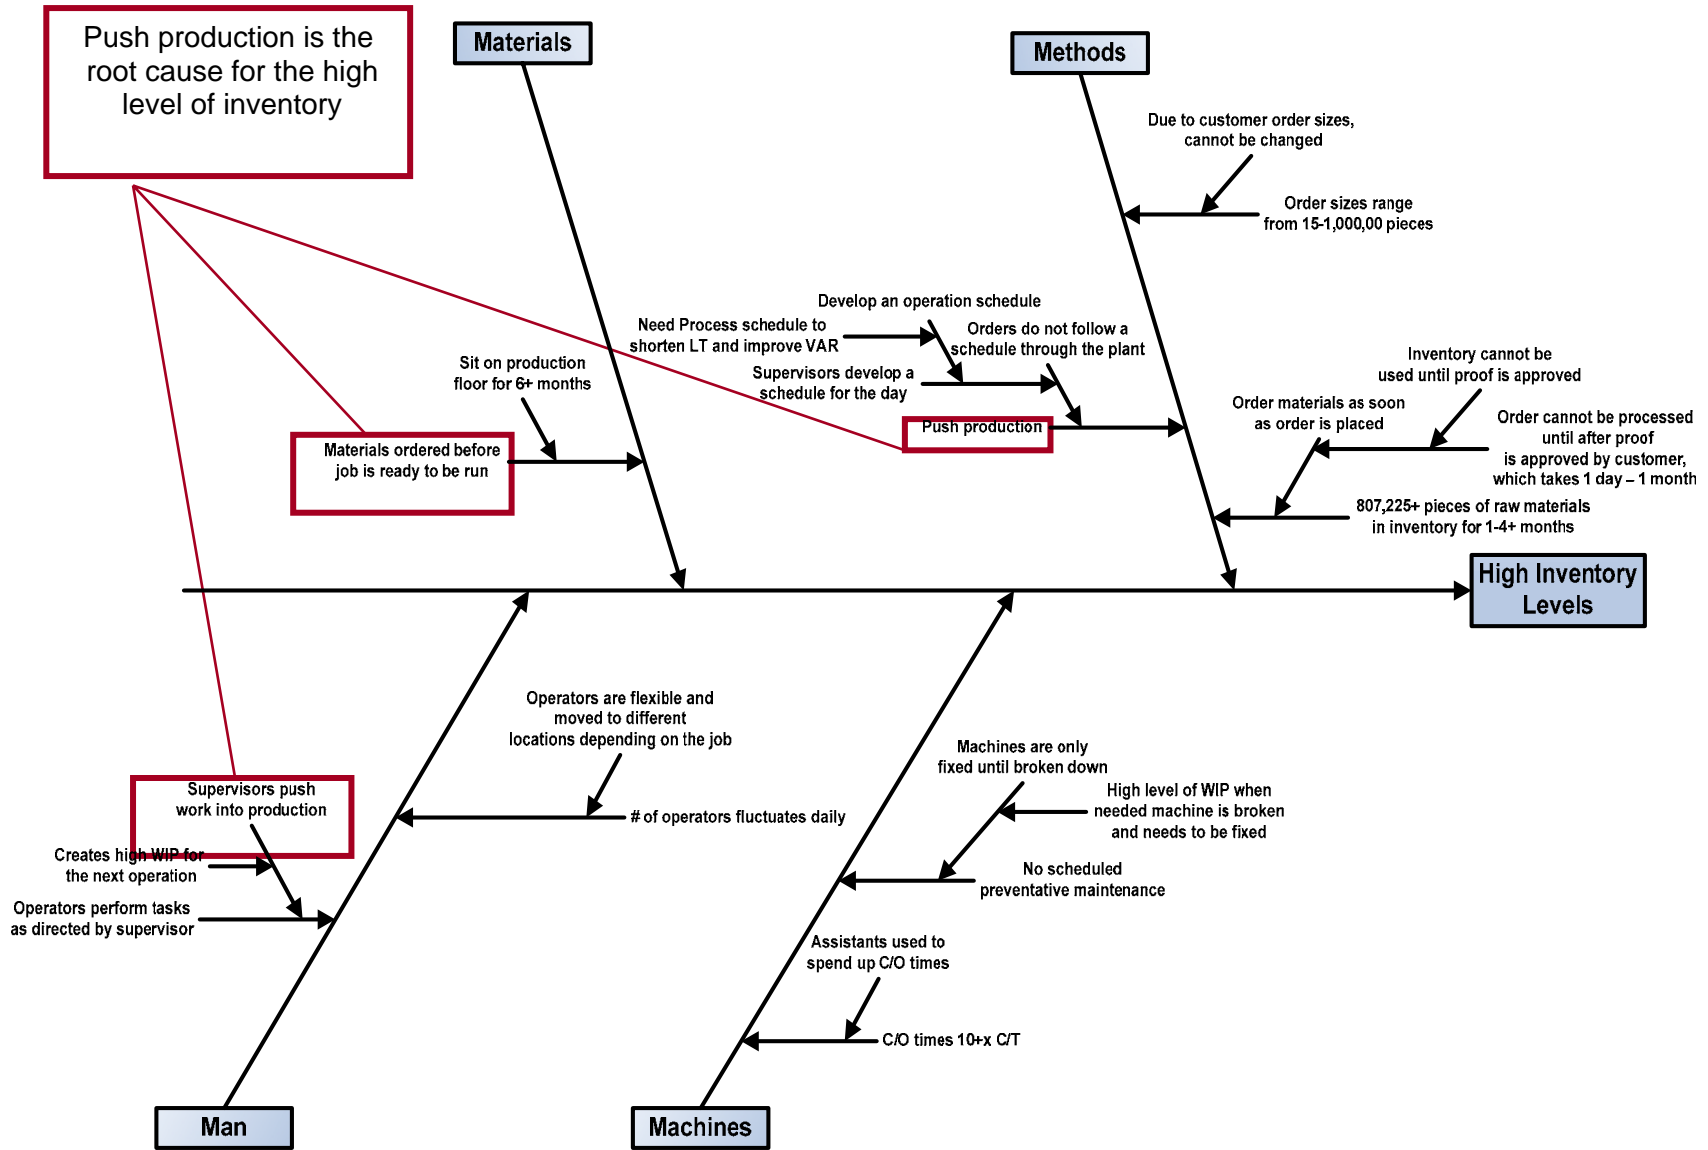 Push production is the
root cause for the high
level of inventory
Materials
Methods
Due to customer order sizes,
cannot be changed
Order sizes range
from 15-1,000,00 pieces
Develop an operation schedule
Need Process schedule to
shorten LT and improve VAR
Orders do not follow a
schedule through the plant
Supervisors develop a
schedule for the day
Push production
Sit on production
floor for 6+ months
Materials ordered before
job is ready to be run
Inventory cannot be
used until proof is approved
Order materials as soon
as order is placed
Order cannot be processed
until after proof
is approved by customer,
which takes 1 day – 1 month
807,225+ pieces of raw materials
in inventory for 1-4+ months
High Inventory
Levels
Operators are flexible and
moved to different
locations depending on the job
# of operators fluctuates daily
Supervisors push
work into production
Creates high WIP for
the next operation
Operators perform tasks
as directed by supervisor
Machines are only
fixed until broken down
High level of WIP when
needed machine is broken
and needs to be fixed
No scheduled
preventative maintenance
Assistants used to
spend up C/O times
C/O times 10+x C/T
Man
Machines